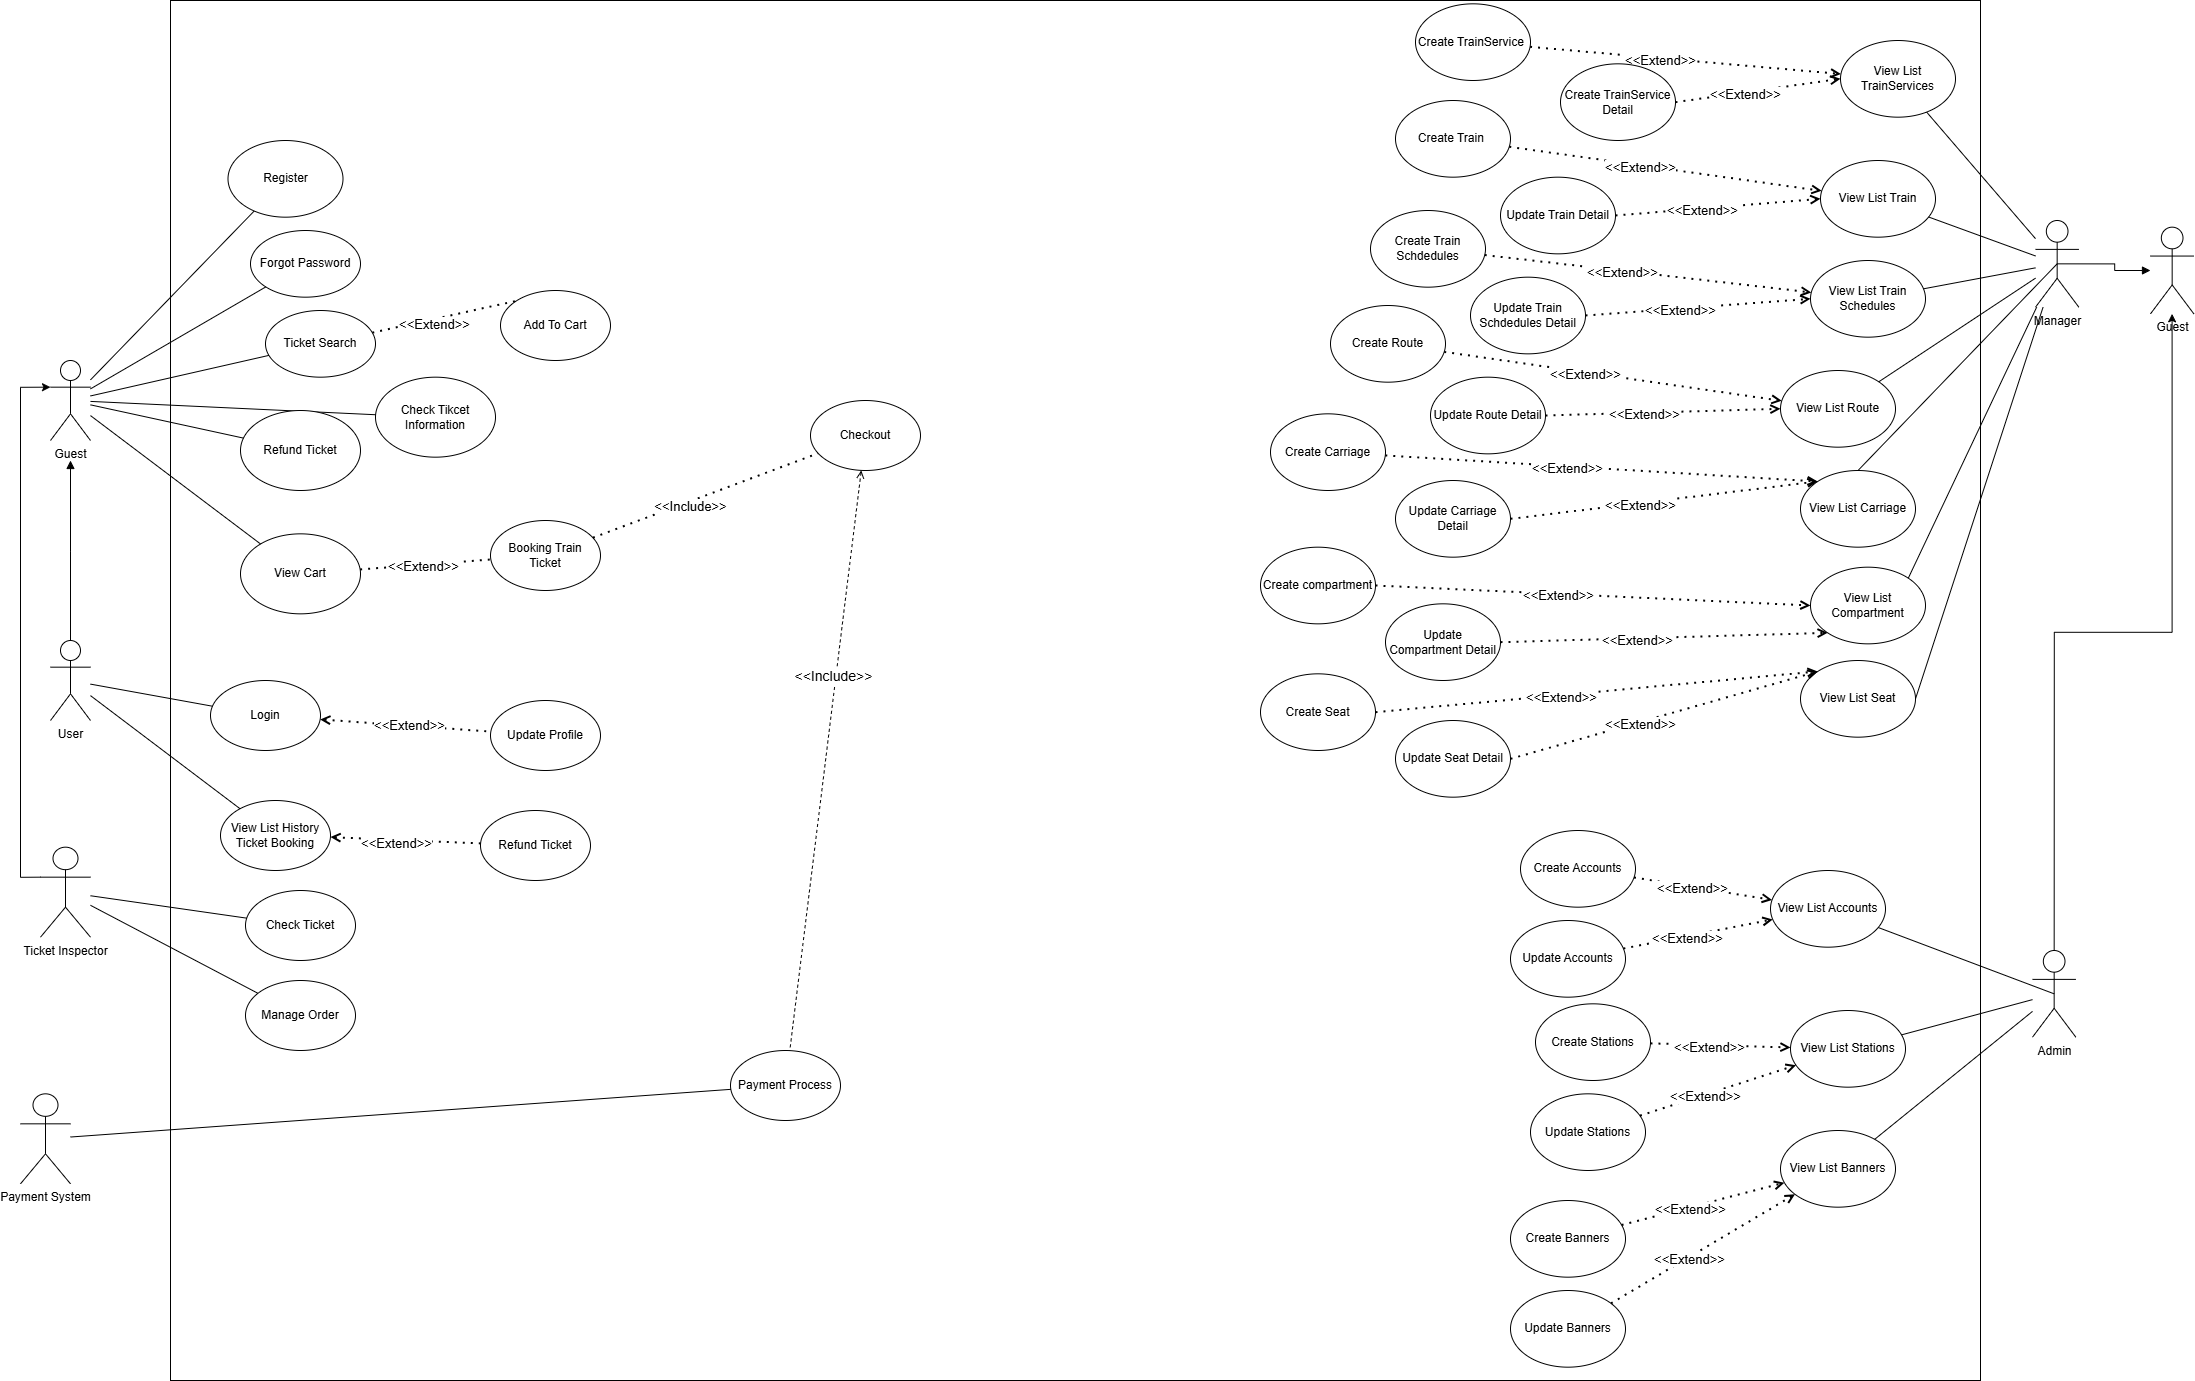 Create TrainService
<<Extend>>
View List
TrainServices
Create TrainService
Detail
<<Extend>>
Create Train
<<Extend>>
Register
View List Train
Update Train Detail
<<Extend>>
Create Train
Schdedules
Forgot Password
<<Extend>>
View List Train
Schedules
Update Train
Schdedules Detail
<<Extend>>
Manager
Guest
Ticket Search
<<Extend>>
Add To Cart
Create Route
<<Extend>>
View List Route
Update Route Detail
<<Extend>>
Check Tikcet
Information
Guest
Refund Ticket
Checkout
Create Carriage
<<Extend>>
View List Carriage
Update Carriage
Detail
<<Extend>>
<<Include>>
View Cart
<<Extend>>
Booking Train
Ticket
Create compartment
<<Extend>>
View List
Compartment
Update
Compartment Detail
<<Extend>>
<<Include>>
User
Login
<<Extend>>
Update Profile
Create Seat
<<Extend>>
View List Seat
<<Extend>>
Update Seat Detail
View List History
Ticket Booking
<<Extend>>
Refund Ticket
Create Accounts
<<Extend>>
View List Accounts
Update Accounts
<<Extend>>
Ticket Inspector
Check Ticket
Manage Order
Create Stations
<<Extend>>
View List Stations
Admin
Payment Process
<<Extend>>
Update Stations
Payment System
View List Banners
<<Extend>>
Create Banners
<<Extend>>
Update Banners